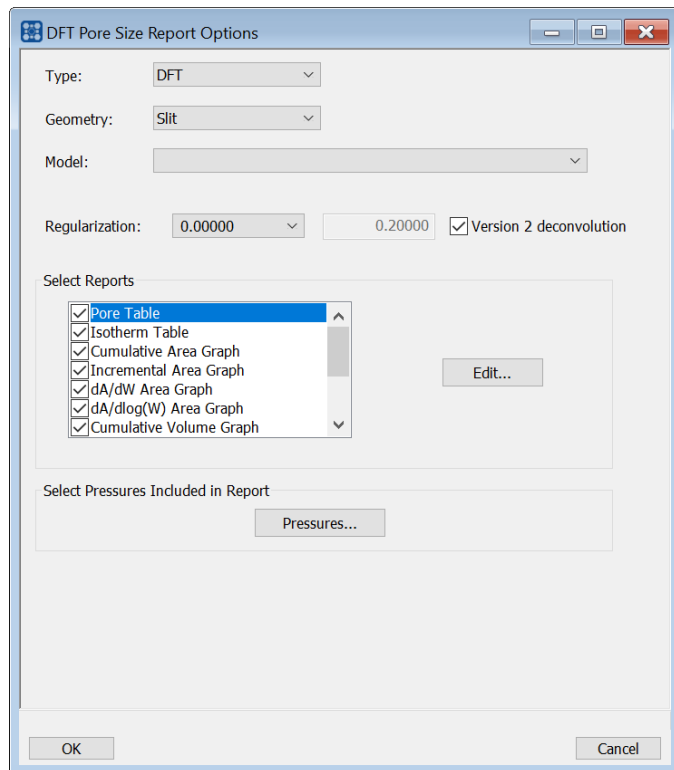 DFT Pore Size Report Options
Type: DFT
Geometry: Slit
Model:
Regularization: 0.00000 0.20000 Version 2 deconvolution
Select Reports
Pore Table
Isotherm Table
Cumulative Area Graph
Incremental Area Graph
dA/dW Area Graph
dA/dlog(W) Area Graph
Cumulative Volume Graph
Edit...
Select Pressures Included in Report
Pressures...
OK Cancel